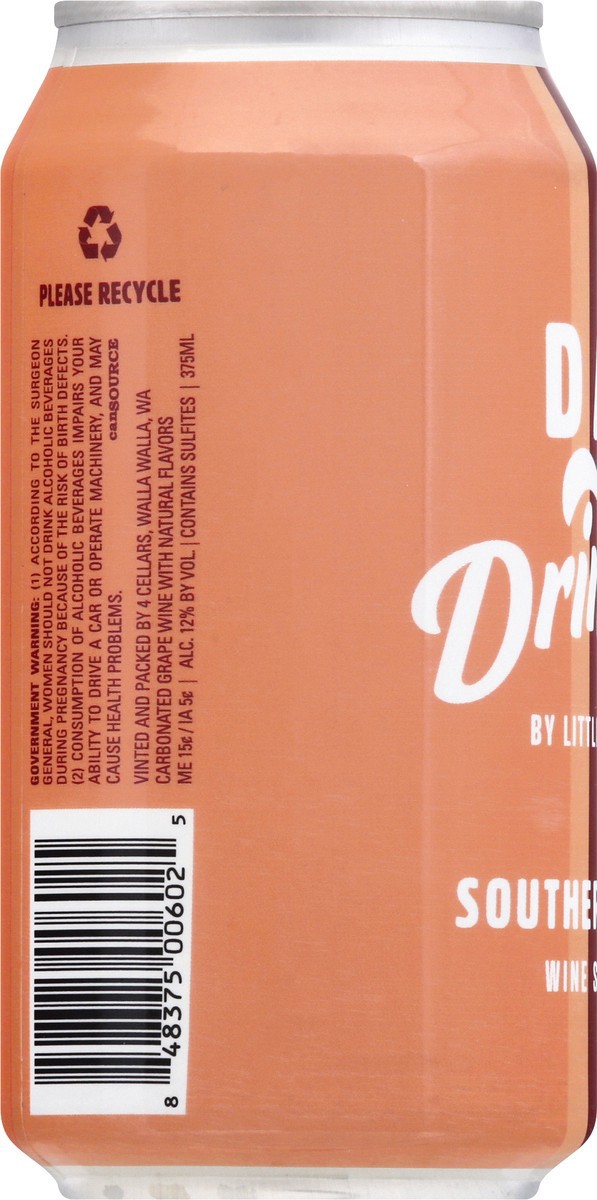 PLEASE RECYCLE
GOVERNMENT WARNING: (1) ACCORDING TO THE SURGEON
GENERAL, WOMEN SHOULD NOT DRINK ALCOHOLIC BEVERAGES
DURING PREGNANCY BECAUSE OF THE RISK OF BIRTH DEFECTS.
(2) CONSUMPTION OF ALCOHOLIC BEVERAGES IMPAIRS YOUR
ABILITY TO DRIVE A CAR OR OPERATE MACHINERY, AND MAY
CAUSE HEALTH PROBLEMS.
canSOURCE
VINTED AND PACKED BY 4 CELLARS, WALLA WALLA, WA
CARBONATED GRAPE WINE WITH NATURAL FLAVORS
ME 15¢ / IA 5¢ | ALC. 12% BY VOL. | CONTAINS SULFITES | 375ML
8 48375 00602 5
D
Drin
BY LITTL
SOUTHER
WINE S